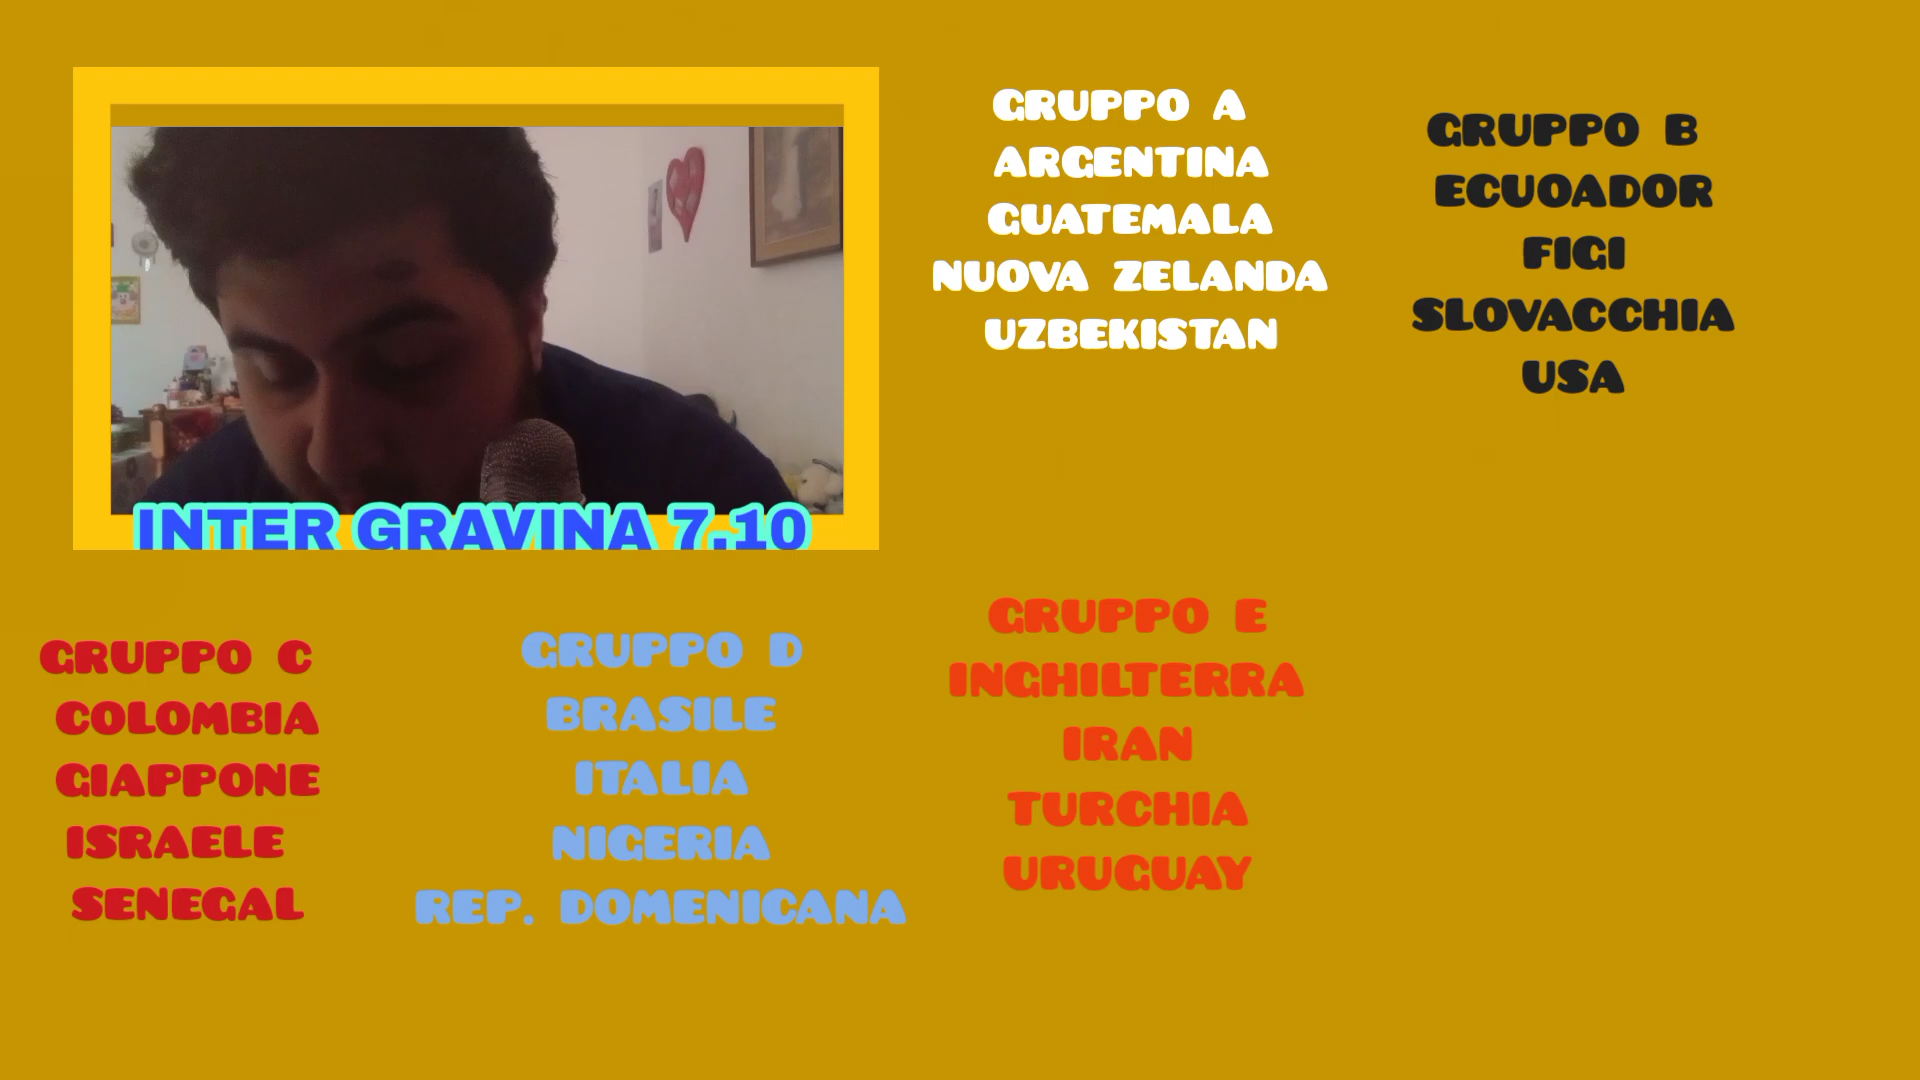 INTER GRAVINA 7.10
GRUPPO A
ARGENTINA
GUATEMALA
NUOVA ZELANDA
UZBEKISTAN
GRUPPO B
ECUOADOR
FIGI
SLOVACCHIA
USA
GRUPPO C
COLOMBIA
GIAPPONE
ISRAELE
SENEGAL
GRUPPO D
BRASILE
ITALIA
NIGERIA
REP. DOMENICANA
GRUPPO E
INGHILTERRA
IRAN
TURCHIA
URUGUAY